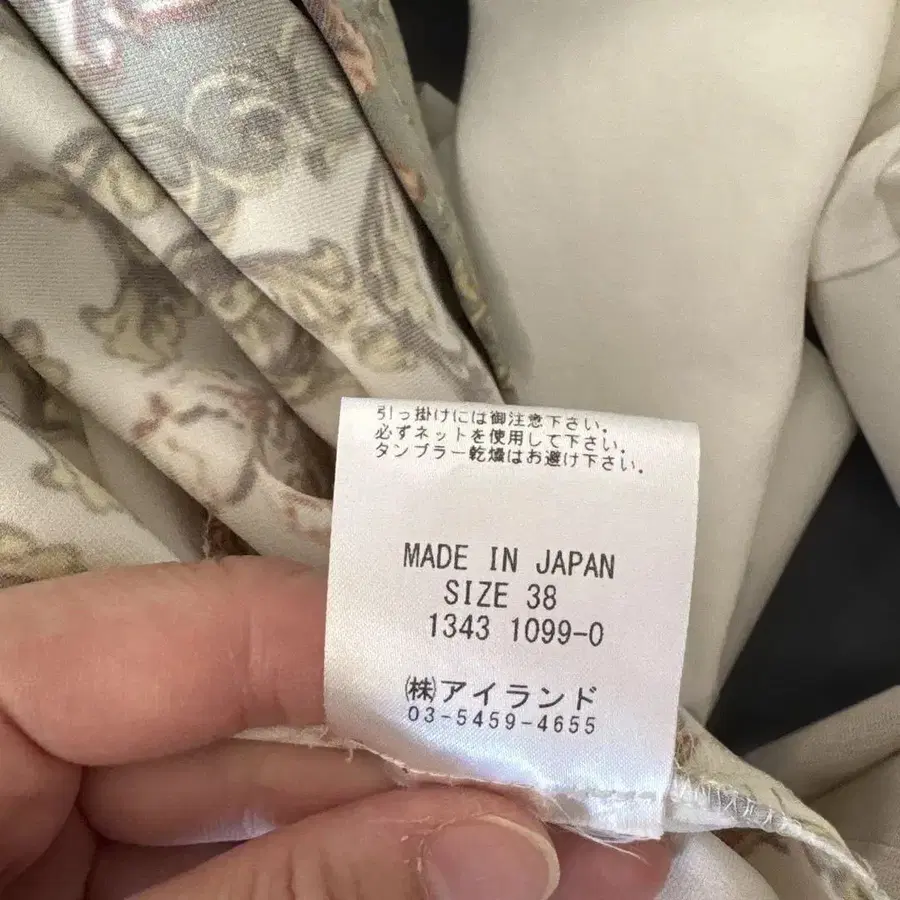 引っ掛けには御注意下さい。
必ずネットを使用して下さい。
タンブラー乾燥はお避け下さい。
MADE IN JAPAN
SIZE 38
1343 1099-0
㈱アイランド
03-5459-4655